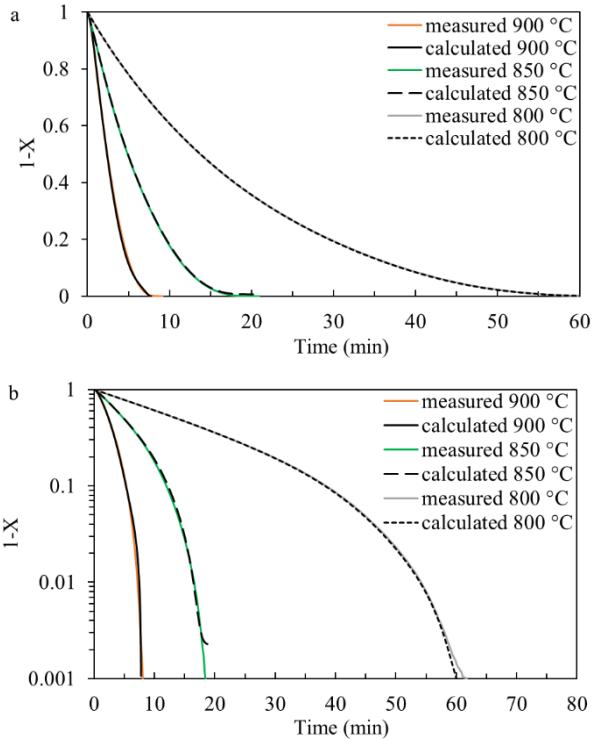 a
1
0.8
0.6
0.4
0.2
0
1-X
0
10
20
30
40
50
60
Time (min)
measured 900 °C
calculated 900 °C
measured 850 °C
calculated 850 °C
measured 800 °C
calculated 800 °C
b
1
0.1
0.01
0.001
1-X
0
10
20
30
40
50
60
70
80
Time (min)
measured 900 °C
calculated 900 °C
measured 850 °C
calculated 850 °C
measured 800 °C
calculated 800 °C